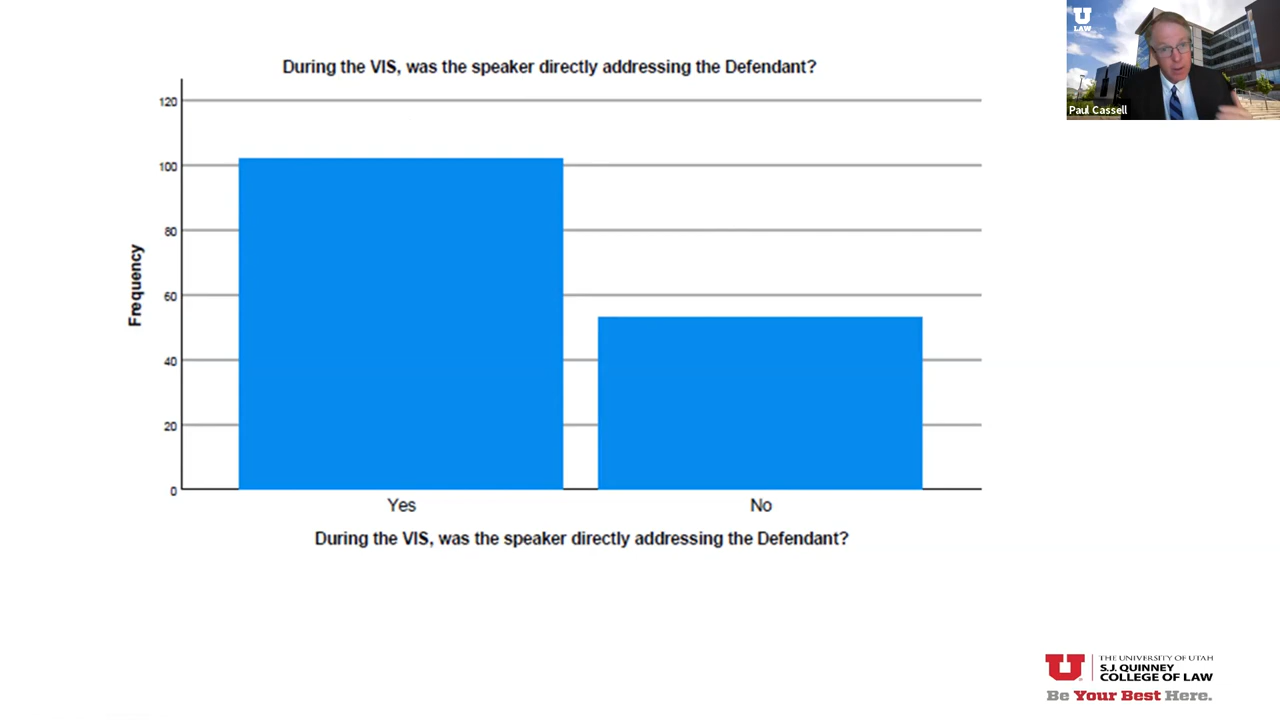 U
LAW
Paul Cassell
During the VIS, was the speaker directly addressing the Defendant?
120
100
80
60
40
20
0
Frequency
Yes No
During the VIS, was the speaker directly addressing the Defendant?
U
THE UNIVERSITY OF UTAH
S.J. QUINNEY
COLLEGE OF LAW
Be Your Best Here.